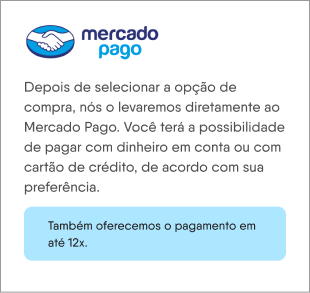 mercado
pago
Depois de selecionar a opção de
compra, nós o levaremos diretamente ao
Mercado Pago. Você terá a possibilidade
de pagar com dinheiro em conta ou com
cartão de crédito, de acordo com sua
preferência.
Também oferecemos o pagamento em
até 12x.